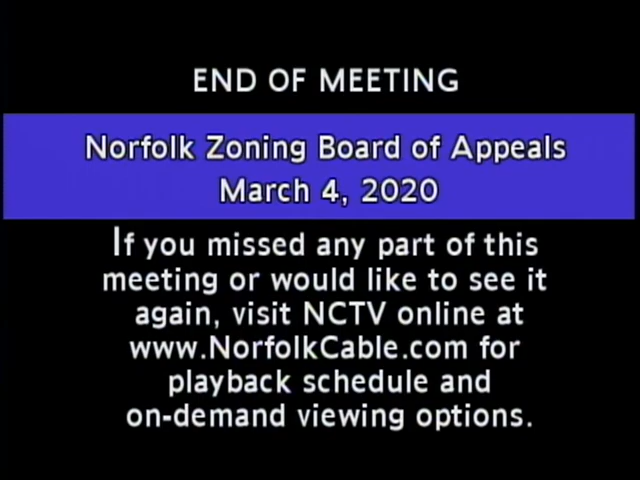 END OF MEETING
Norfolk Zoning Board of Appeals
March 4, 2020
If you missed any part of this
meeting or would like to see it
again, visit NCTV online at
www.NorfolkCable.com for
playback schedule and
on-demand viewing options.